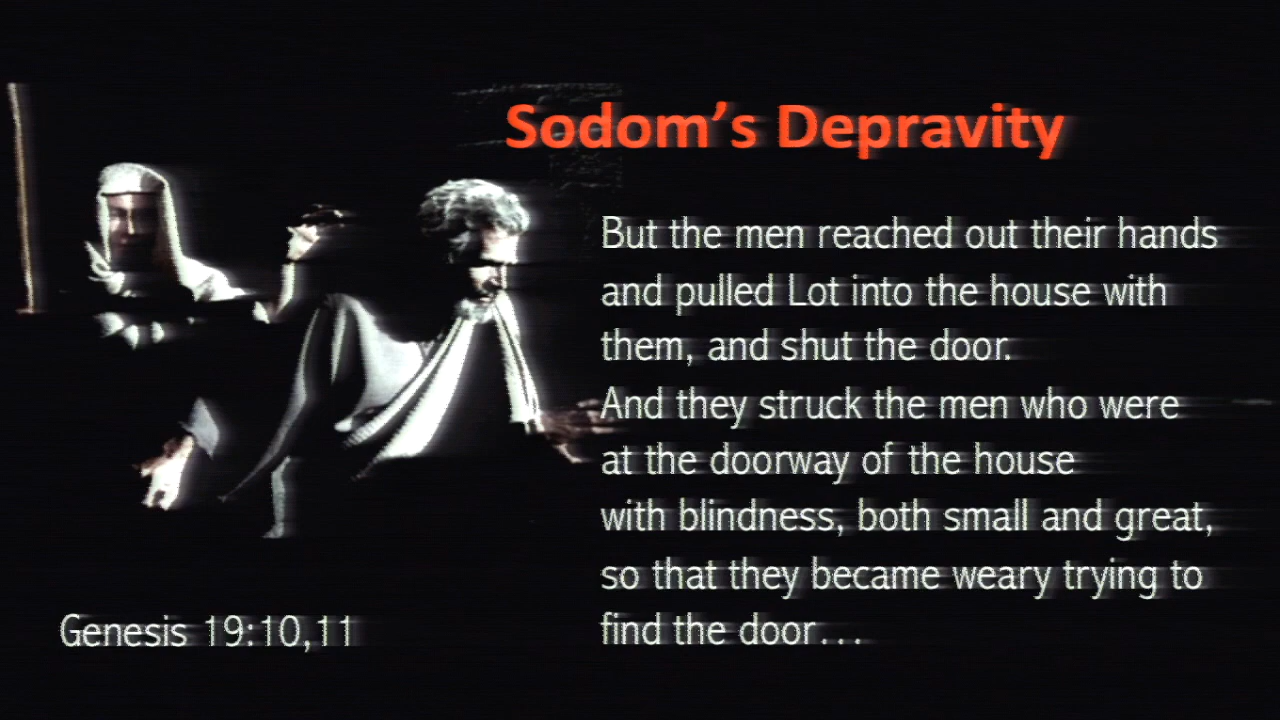 Sodom’s Depravity
But the men reached out their hands
and pulled Lot into the house with
them, and shut the door.
And they struck the men who were
at the doorway of the house
with blindness, both small and great,
so that they became weary trying to
find the door…
Genesis 19:10,11